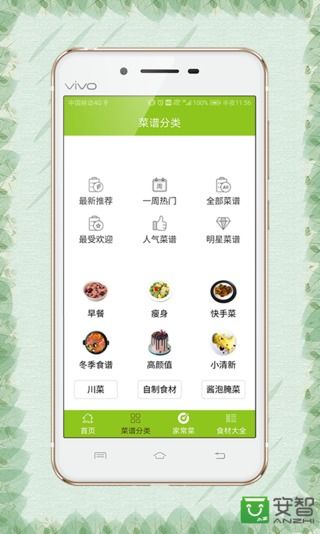 vivo
中国移动4G 100% 半夜11:56
菜谱分类
最新推荐 一周热门 全部菜谱
最受欢迎 人气菜谱 明星菜谱
早餐 瘦身 快手菜
冬季食谱 高颜值 小清新
川菜 自制食材 酱泡腌菜
首页 菜谱分类 家常菜 食材大全
安智
ANZHI